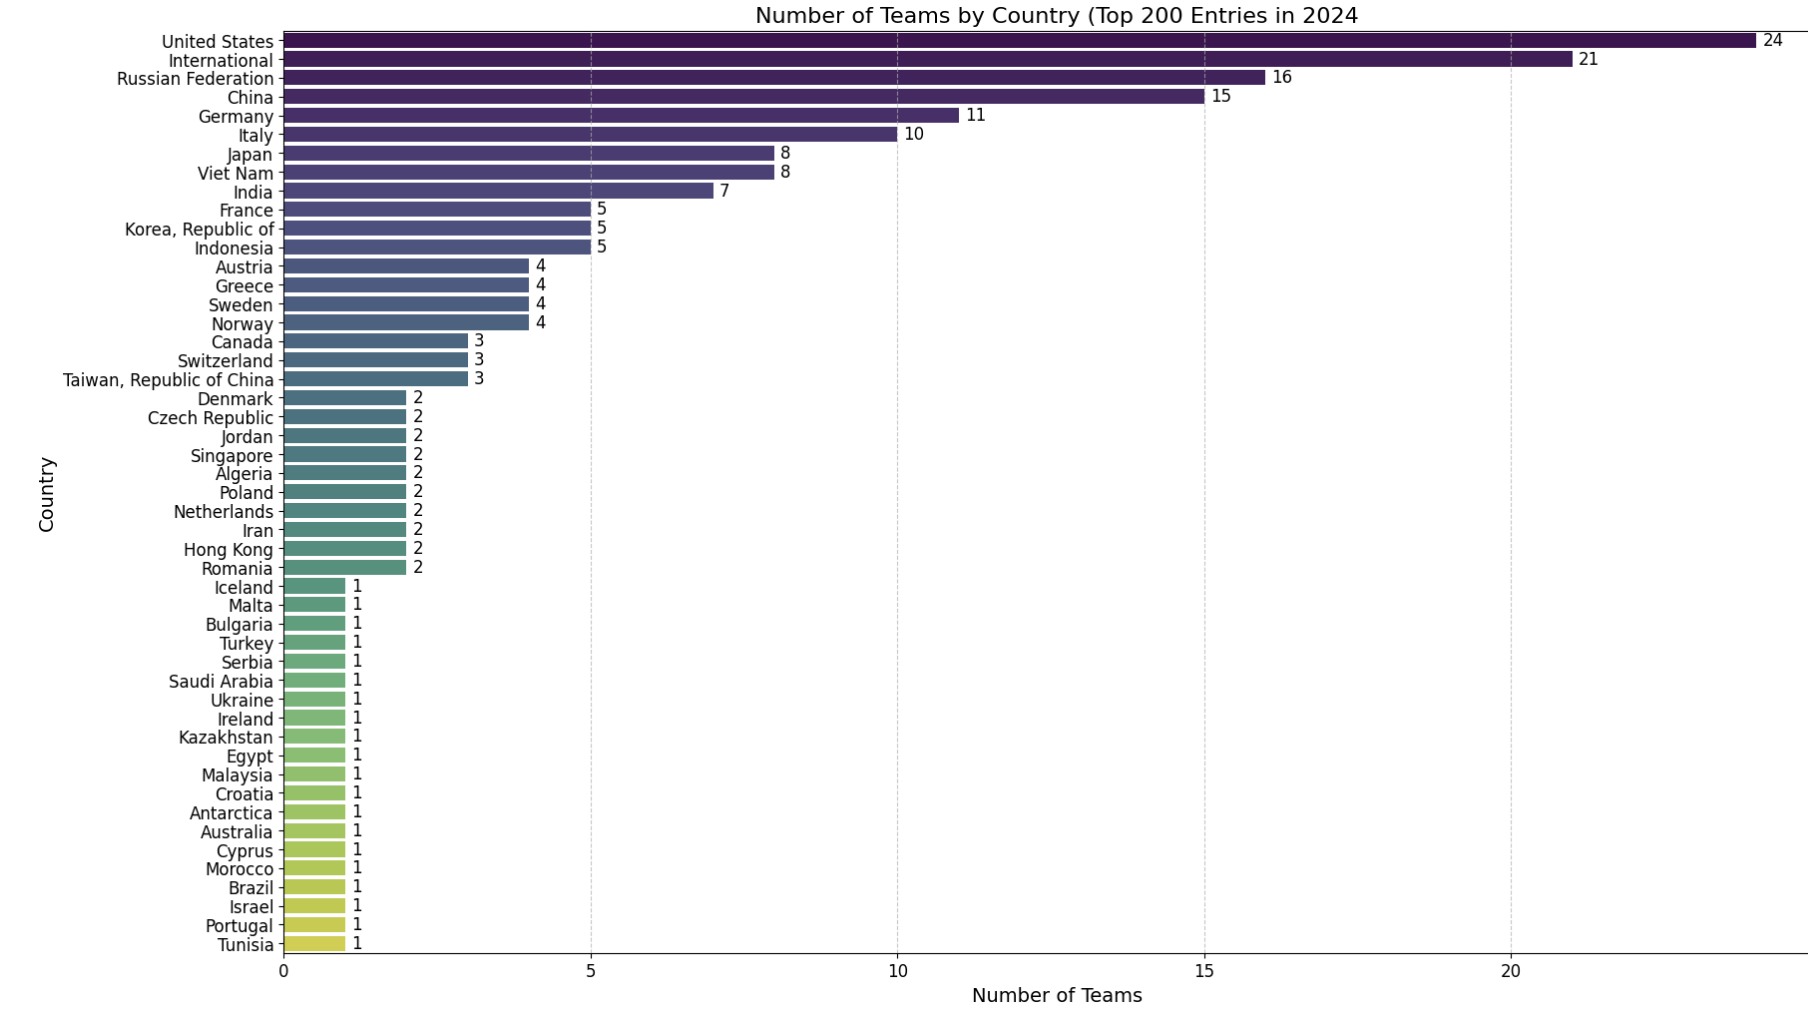 Number of Teams by Country (Top 200 Entries in 2024
United States 24
International 21
Russian Federation 16
China 15
Germany 11
Italy 10
Japan 8
Viet Nam 8
India 7
France 5
Korea, Republic of 5
Indonesia 5
Austria 4
Greece 4
Sweden 4
Norway 4
Canada 3
Switzerland 3
Taiwan, Republic of China 3
Denmark 2
Czech Republic 2
Jordan 2
Singapore 2
Algeria 2
Poland 2
Netherlands 2
Iran 2
Hong Kong 2
Romania 2
Iceland 1
Malta 1
Bulgaria 1
Turkey 1
Serbia 1
Saudi Arabia 1
Ukraine 1
Ireland 1
Kazakhstan 1
Egypt 1
Malaysia 1
Croatia 1
Antarctica 1
Australia 1
Cyprus 1
Morocco 1
Brazil 1
Israel 1
Portugal 1
Tunisia 1
Country
0 5 10 15 20
Number of Teams